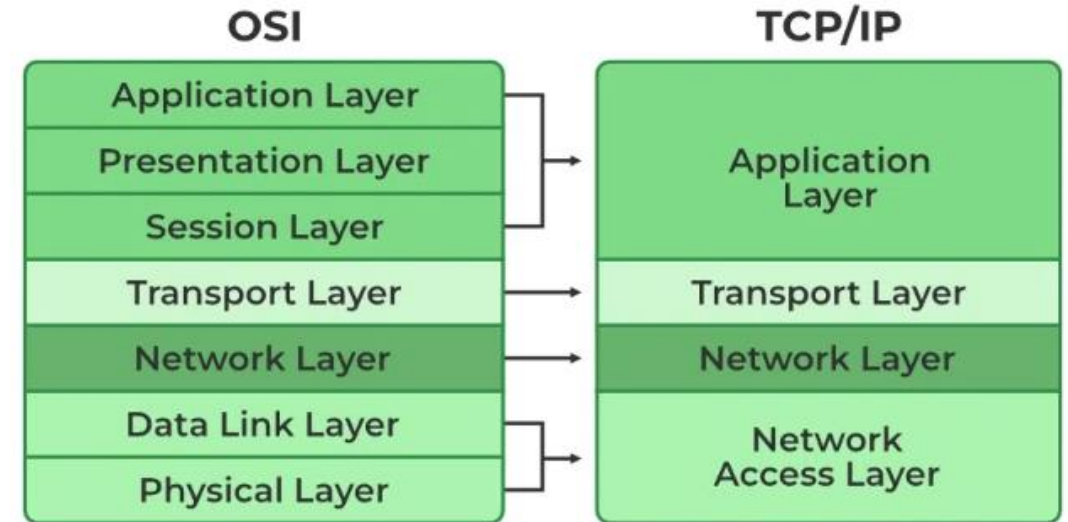 OSI
Application Layer
Presentation Layer
Session Layer
Transport Layer
Network Layer
Data Link Layer
Physical Layer
TCP/IP
Application
Layer
Transport Layer
Network Layer
Network
Access Layer